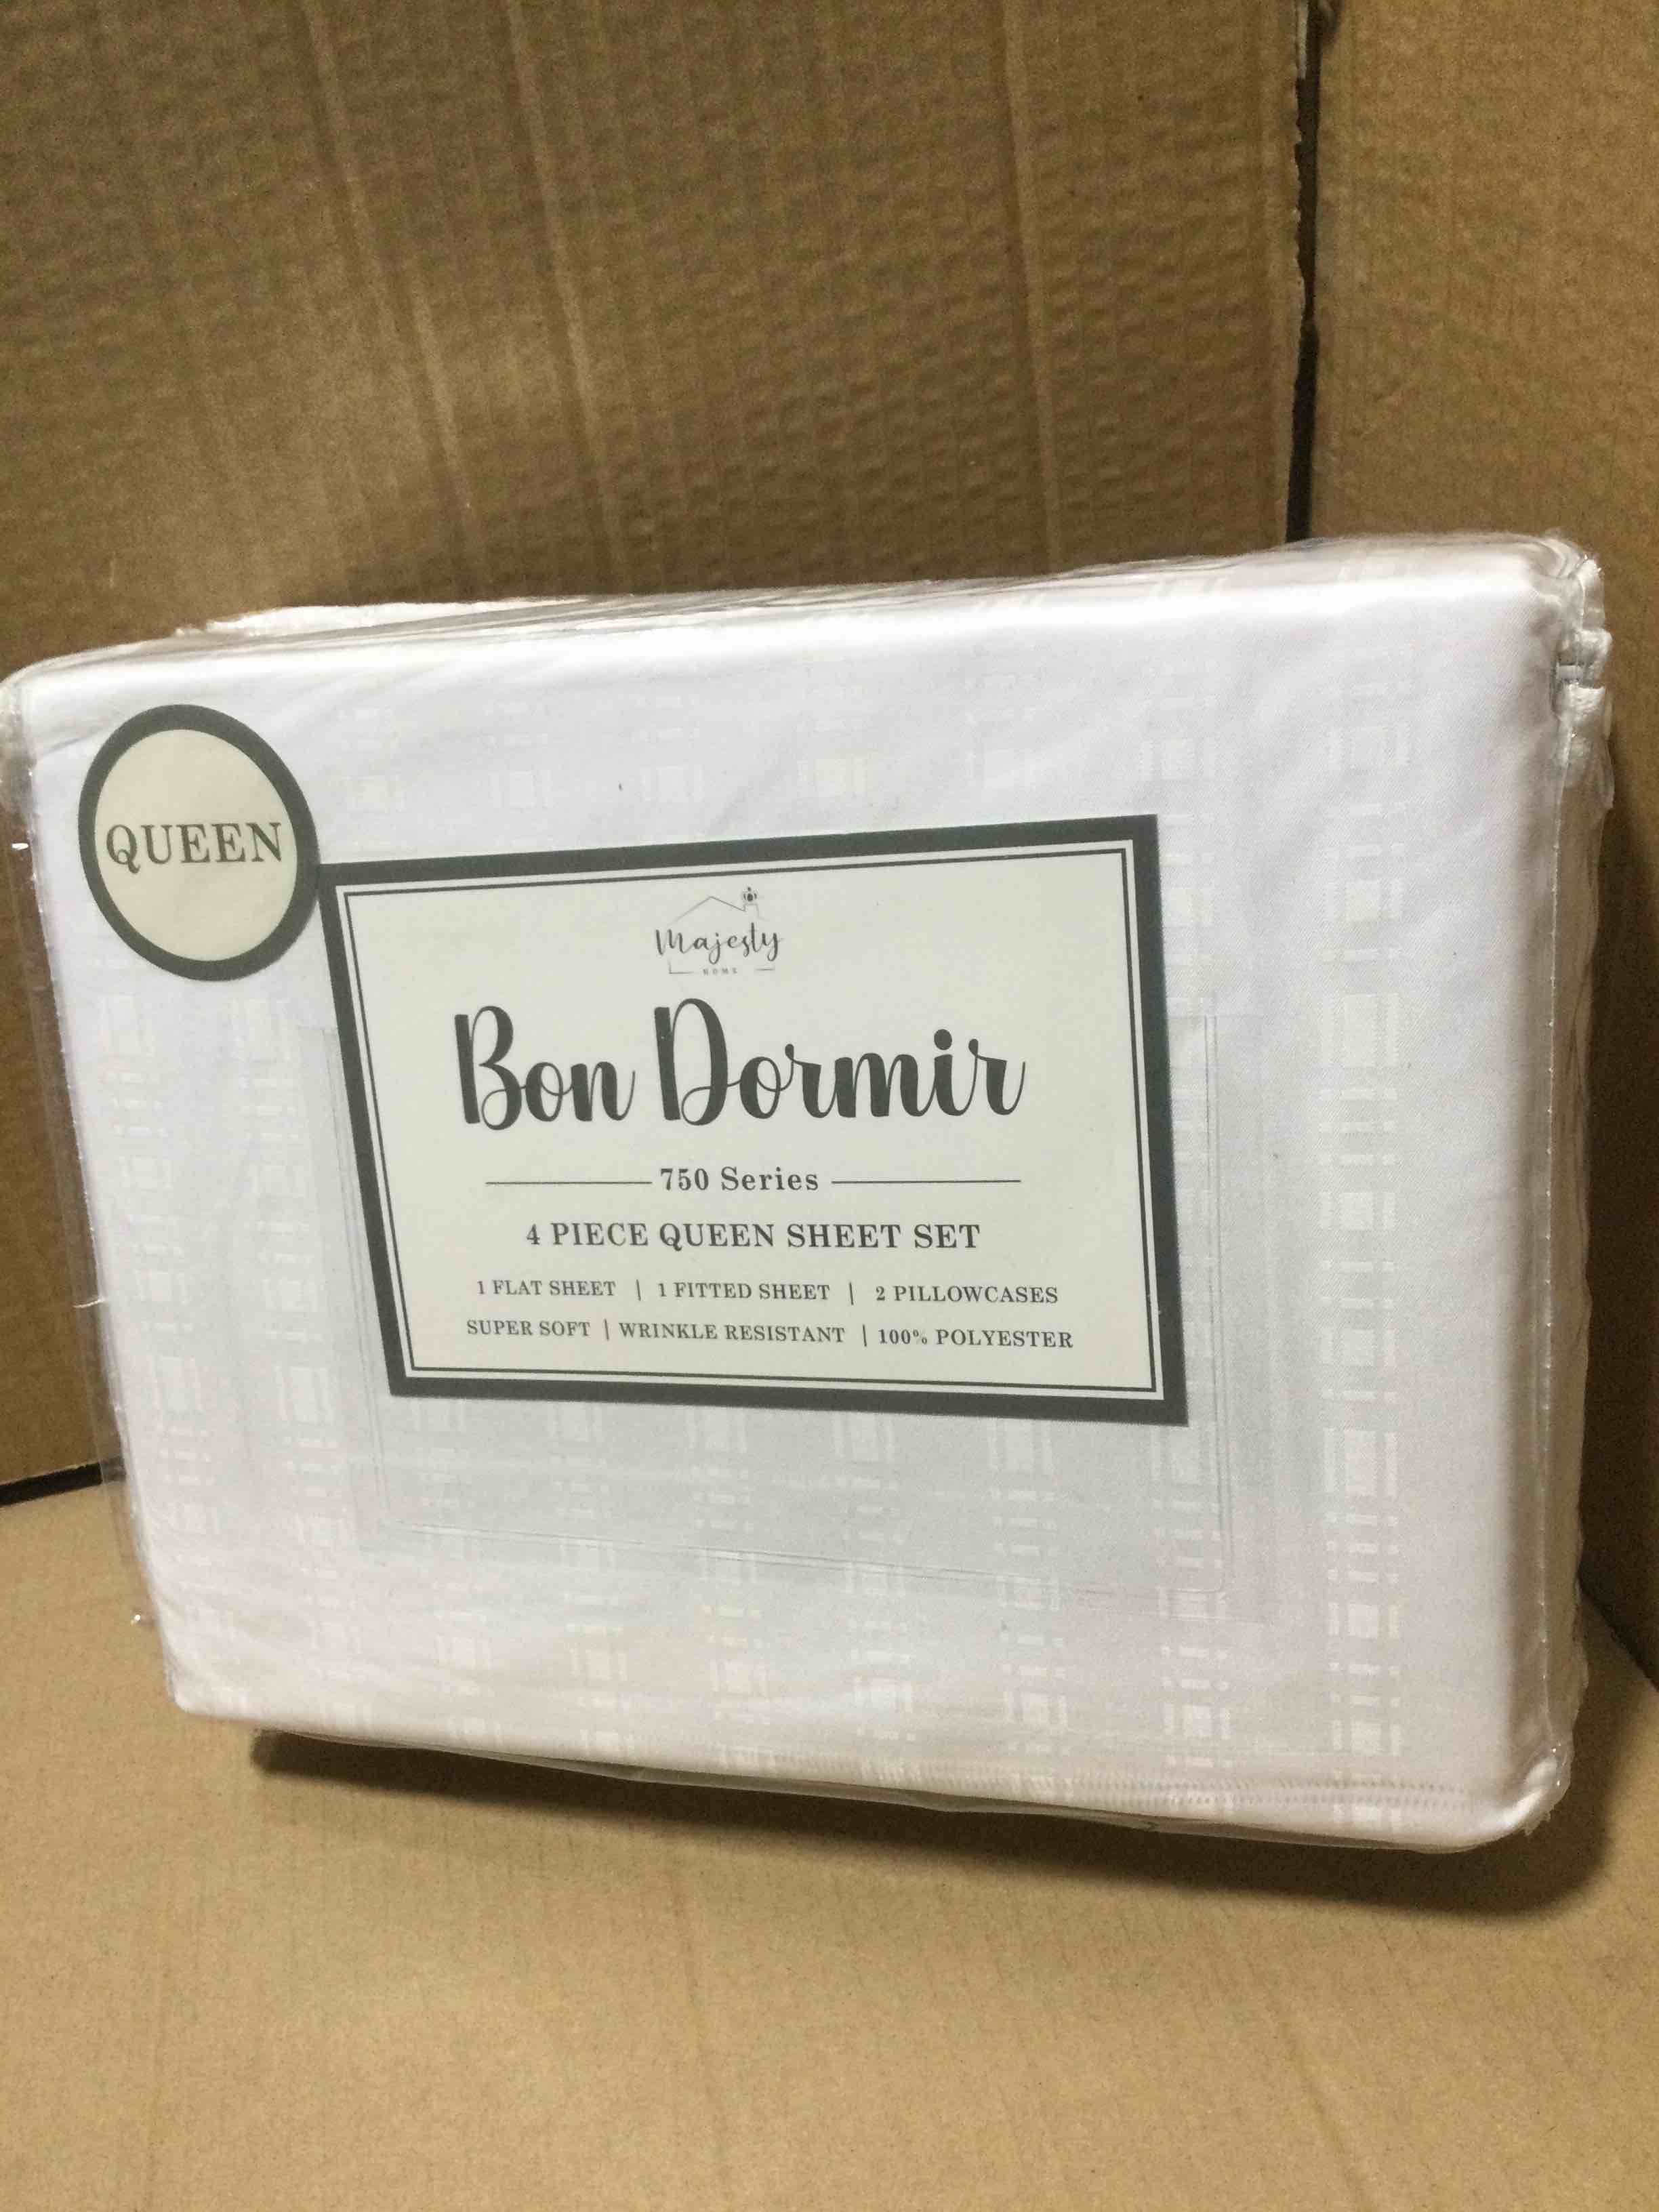 QUEEN
Majesty
HOME
Bon Dormir
750 Series
4 PIECE QUEEN SHEET SET
1 FLAT SHEET | 1 FITTED SHEET | 2 PILLOWCASES
SUPER SOFT | WRINKLE RESISTANT | 100% POLYESTER